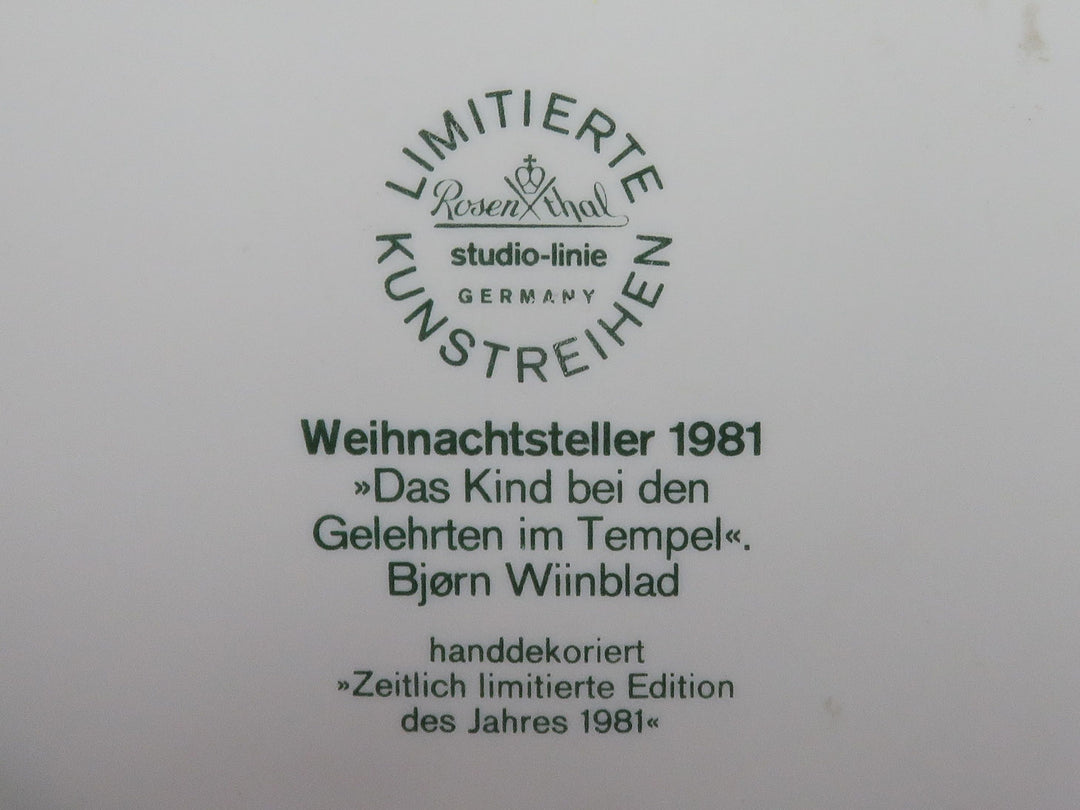 LIMITIERTE
Rosenthal
studio-linie
GERMANY
KUNSTREIHEN
Weihnachtsteller 1981
»Das Kind bei den
Gelehrten im Tempel«.
Bjørn Wiinblad
handdekoriert
»Zeitlich limitierte Edition
des Jahres 1981«